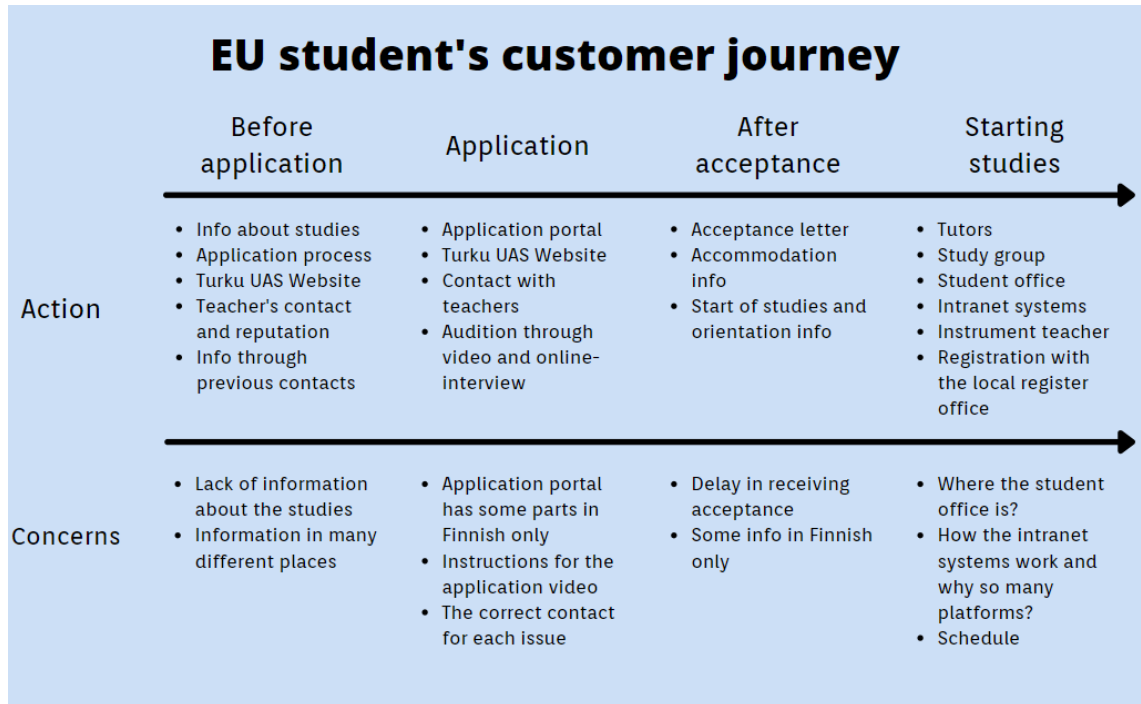 EU student's customer journey
Before
application
Application
After
acceptance
Starting
studies
Action
• Info about studies
• Application process
• Turku UAS Website
• Teacher's contact
and reputation
• Info through
previous contacts
• Application portal
• Turku UAS Website
• Contact with
teachers
• Audition through
video and online-
interview
• Acceptance letter
• Accommodation
info
• Start of studies and
orientation info
• Tutors
• Study group
• Student office
• Intranet systems
• Instrument teacher
• Registration with
the local register
office
Concerns
• Lack of information
about the studies
• Information in many
different places
• Application portal
has some parts in
Finnish only
• Instructions for the
application video
• The correct contact
for each issue
• Delay in receiving
acceptance
• Some info in Finnish
only
• Where the student
office is?
• How the intranet
systems work and
why so many
platforms?
• Schedule